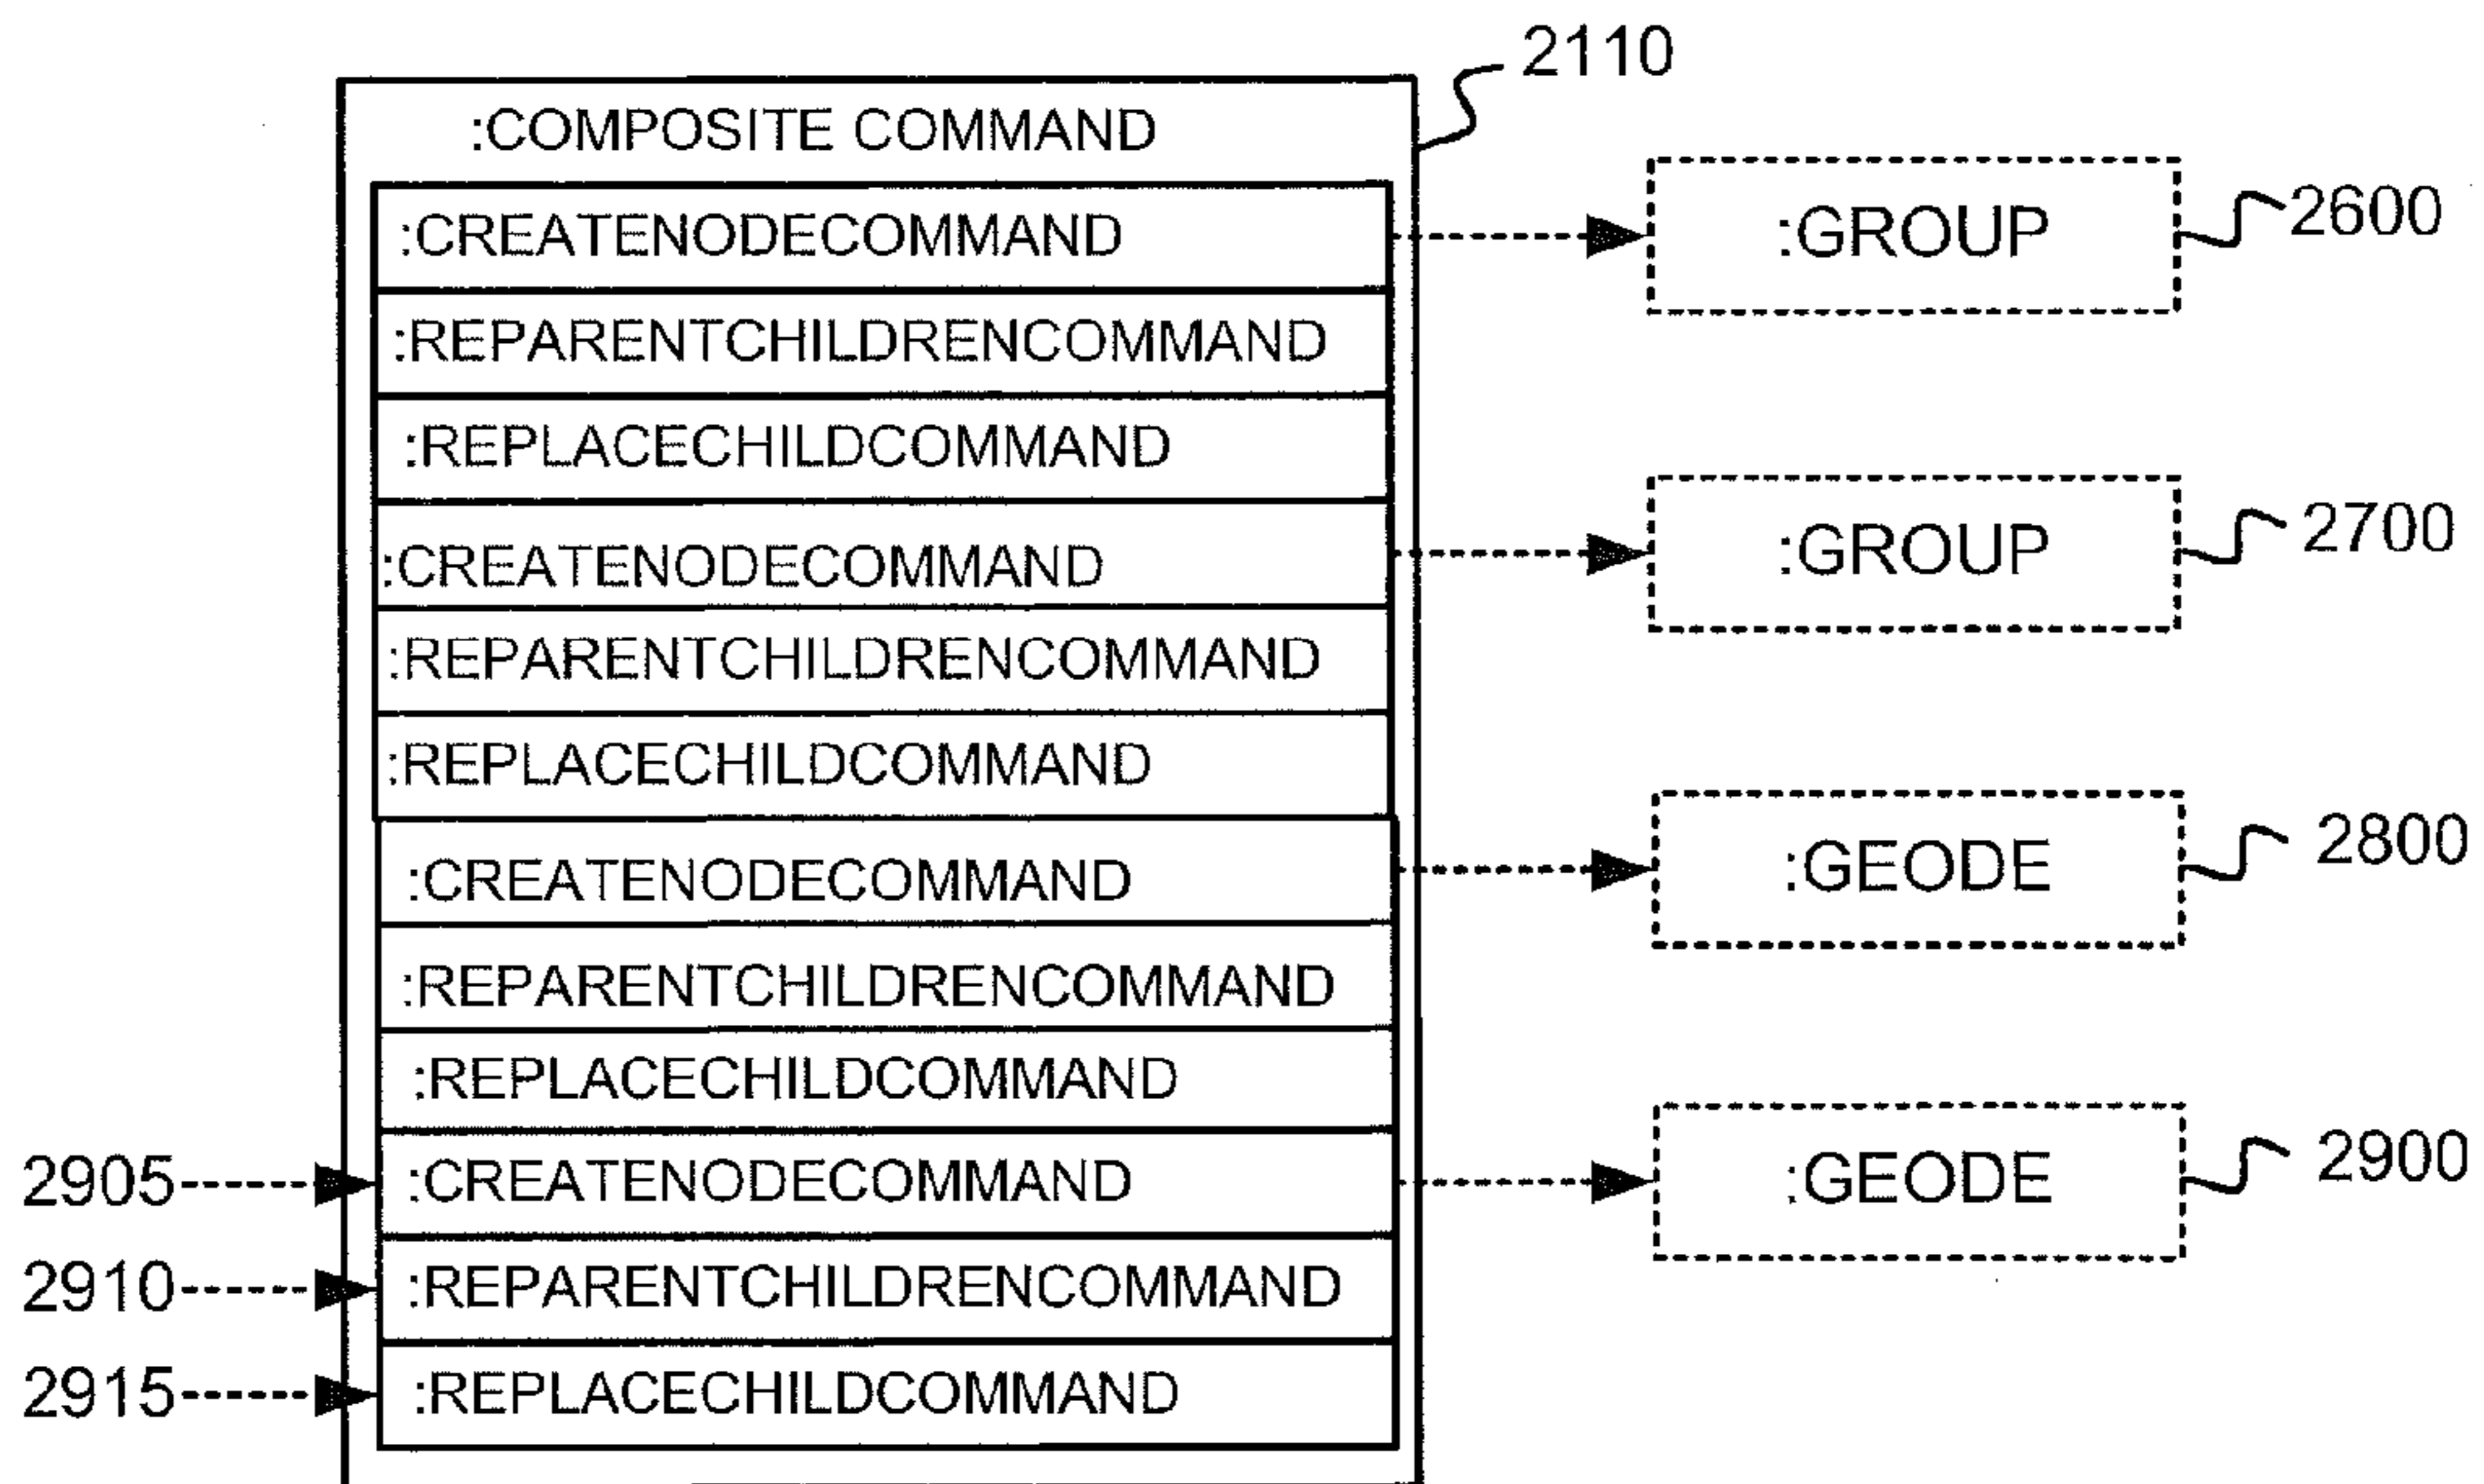 2110
:COMPOSITE COMMAND
:CREATENODECOMMAND
:GROUP
2600
:REPARENTCHILDRENCOMMAND
:REPLACECHILDCOMMAND
:CREATENODECOMMAND
:GROUP
2700
:REPARENTCHILDRENCOMMAND
:REPLACECHILDCOMMAND
:CREATENODECOMMAND
:GEODE
2800
:REPARENTCHILDRENCOMMAND
:REPLACECHILDCOMMAND
2905
:CREATENODECOMMAND
:GEODE
2900
2910
:REPARENTCHILDRENCOMMAND
2915
:REPLACECHILDCOMMAND